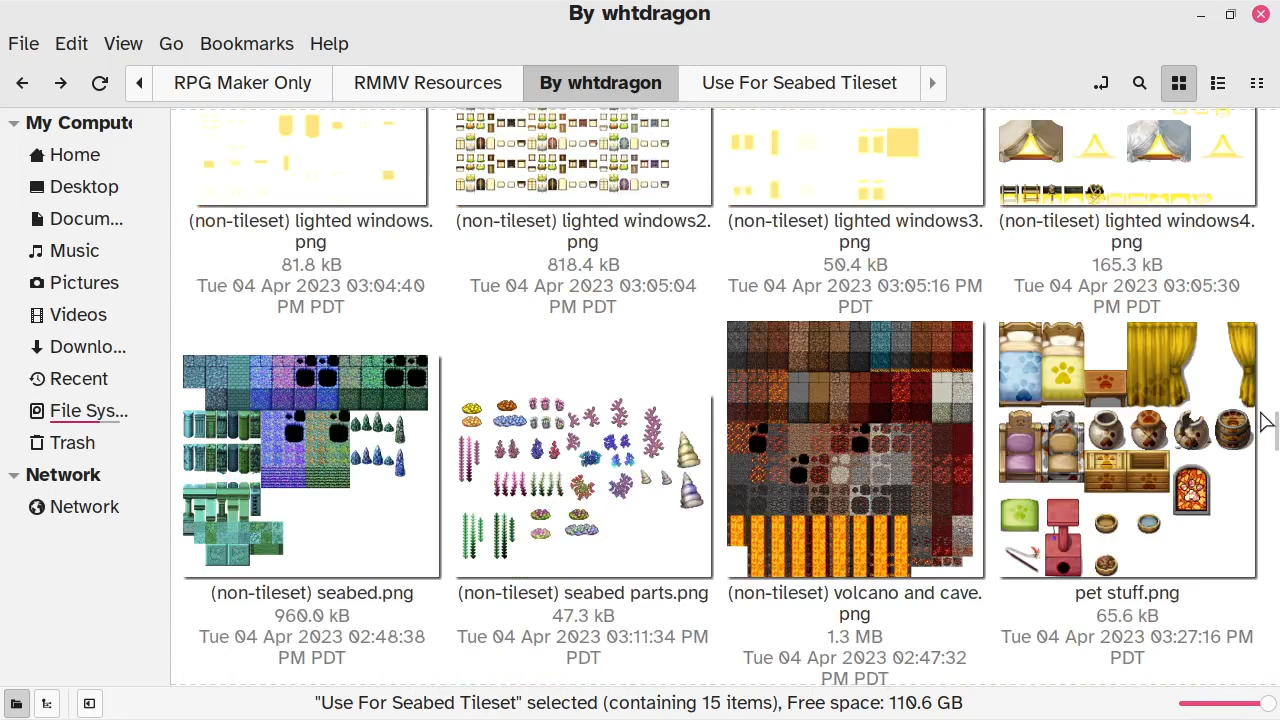 By whtdragon
File Edit View Go Bookmarks Help
RPG Maker Only RMMV Resources By whtdragon Use For Seabed Tileset
My Compute
Home
Desktop
Docum...
Music
Pictures
Videos
Downlo...
Recent
File Sys...
Trash
Network
Network
(non-tileset) lighted windows.
png
81.8 kB
Tue 04 Apr 2023 03:04:40
PM PDT
(non-tileset) lighted windows2.
png
818.4 kB
Tue 04 Apr 2023 03:05:04
PM PDT
(non-tileset) lighted windows3.
png
50.4 kB
Tue 04 Apr 2023 03:05:16 PM
PDT
(non-tileset) lighted windows4.
png
165.3 kB
Tue 04 Apr 2023 03:05:30
PM PDT
(non-tileset) seabed.png
960.0 kB
Tue 04 Apr 2023 02:48:38
PM PDT
(non-tileset) seabed parts.png
47.3 kB
Tue 04 Apr 2023 03:11:34 PM
PDT
(non-tileset) volcano and cave.
png
1.3 MB
Tue 04 Apr 2023 02:47:32
PM PDT
pet stuff.png
65.6 kB
Tue 04 Apr 2023 03:27:16 PM
PDT
"Use For Seabed Tileset" selected (containing 15 items), Free space: 110.6 GB